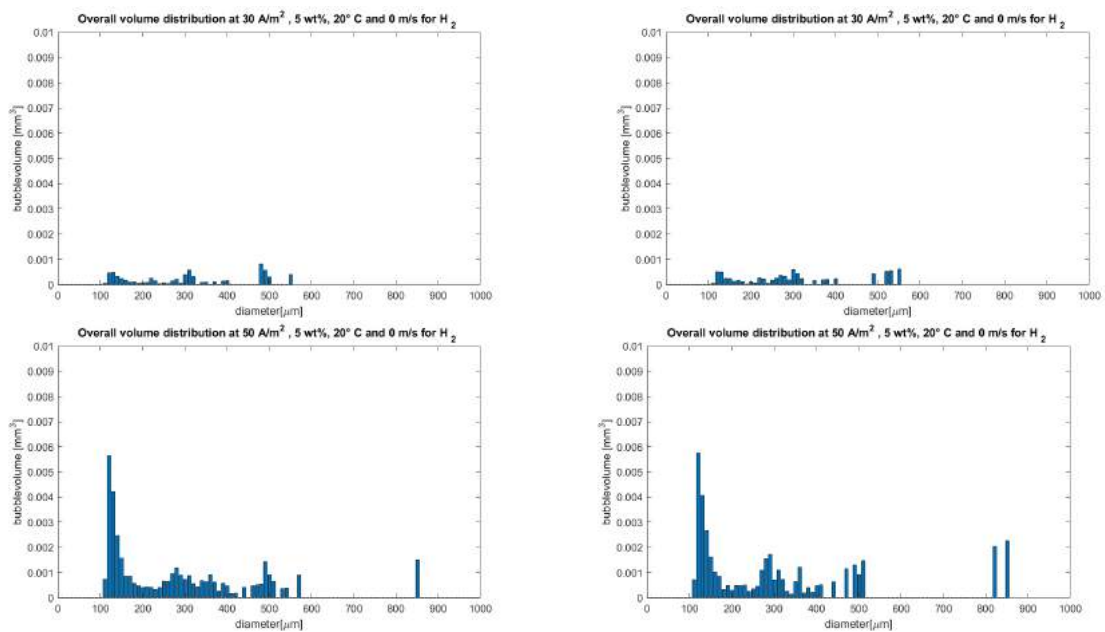 Overall volume distribution at 30 A/m², 5 wt%, 20° C and 0 m/s for H₂
0.01
0.009
0.008
0.007
0.006
0.005
0.004
0.003
0.002
0.001
0
bubblevolume [mm³]
0 100 200 300 400 500 600 700 800 900 1000
diameter[μm]
Overall volume distribution at 30 A/m², 5 wt%, 20° C and 0 m/s for H₂
0.01
0.009
0.008
0.007
0.006
0.005
0.004
0.003
0.002
0.001
0
bubblevolume [mm³]
0 100 200 300 400 500 600 700 800 900 1000
diameter[μm]
Overall volume distribution at 50 A/m², 5 wt%, 20° C and 0 m/s for H₂
0.01
0.009
0.008
0.007
0.006
0.005
0.004
0.003
0.002
0.001
0
bubblevolume [mm³]
0 100 200 300 400 500 600 700 800 900 1000
diameter[μm]
Overall volume distribution at 50 A/m², 5 wt%, 20° C and 0 m/s for H₂
0.01
0.009
0.008
0.007
0.006
0.005
0.004
0.003
0.002
0.001
0
bubblevolume [mm³]
0 100 200 300 400 500 600 700 800 900 1000
diameter[μm]